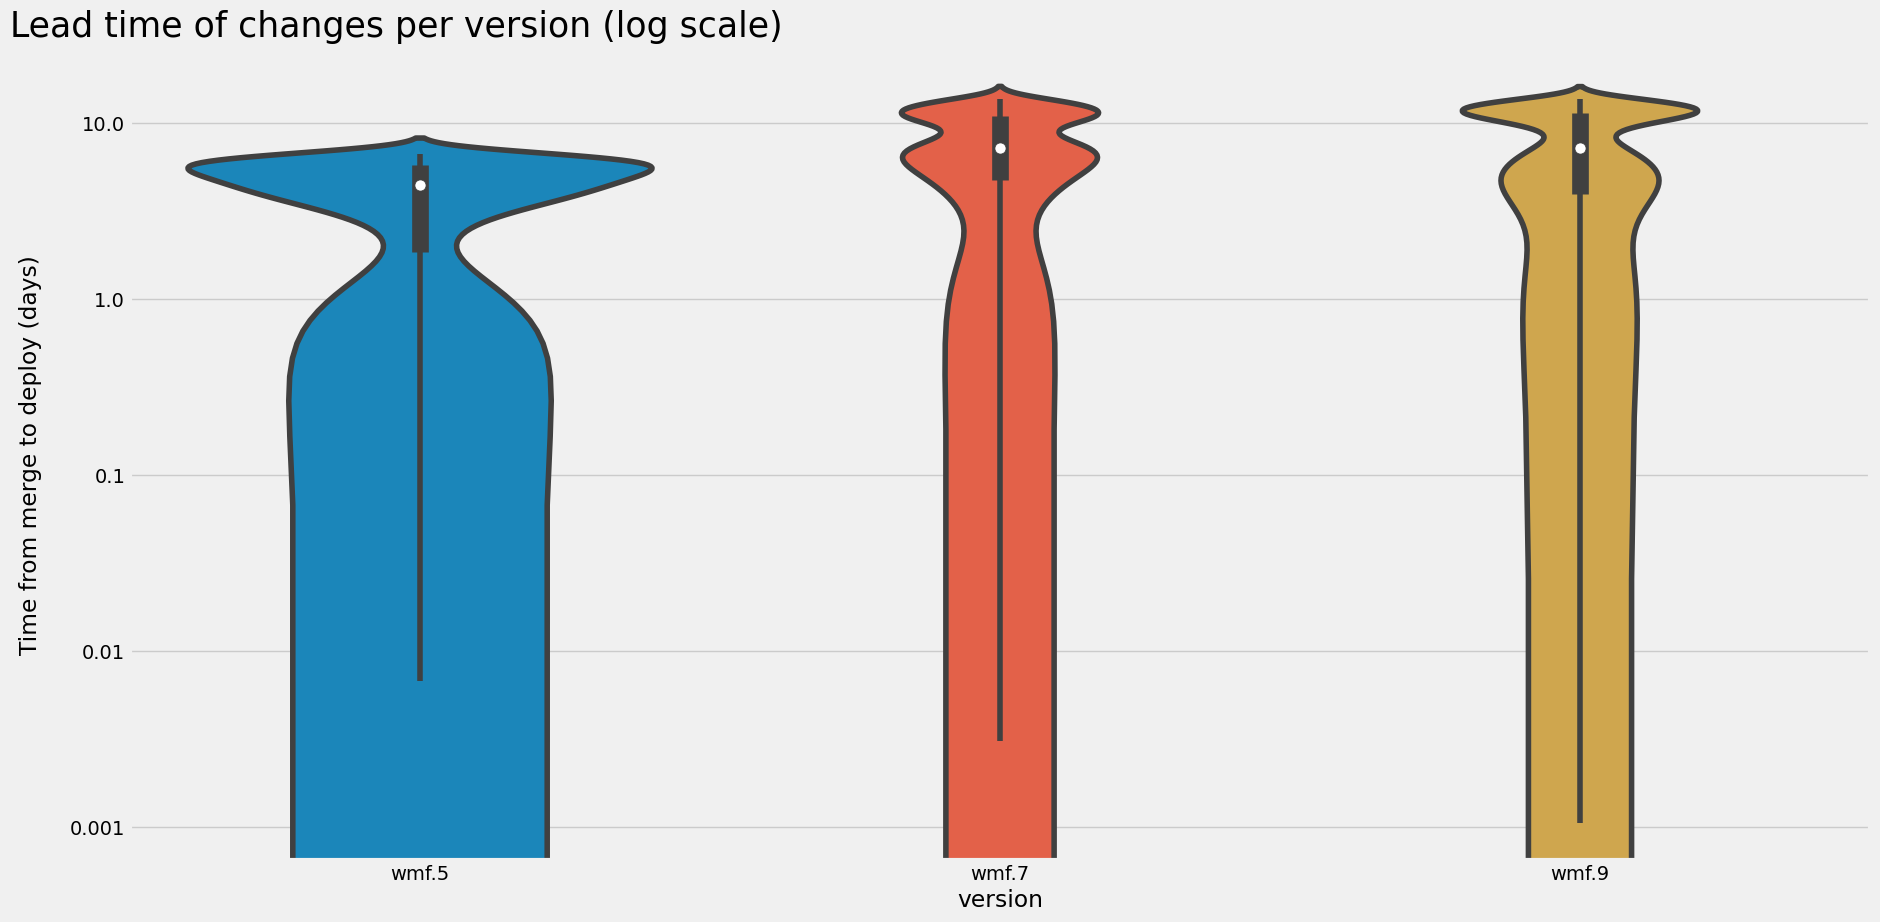 Lead time of changes per version (log scale)
Time from merge to deploy (days)
10.0
1.0
0.1
0.01
0.001
wmf.5
wmf.7
wmf.9
version